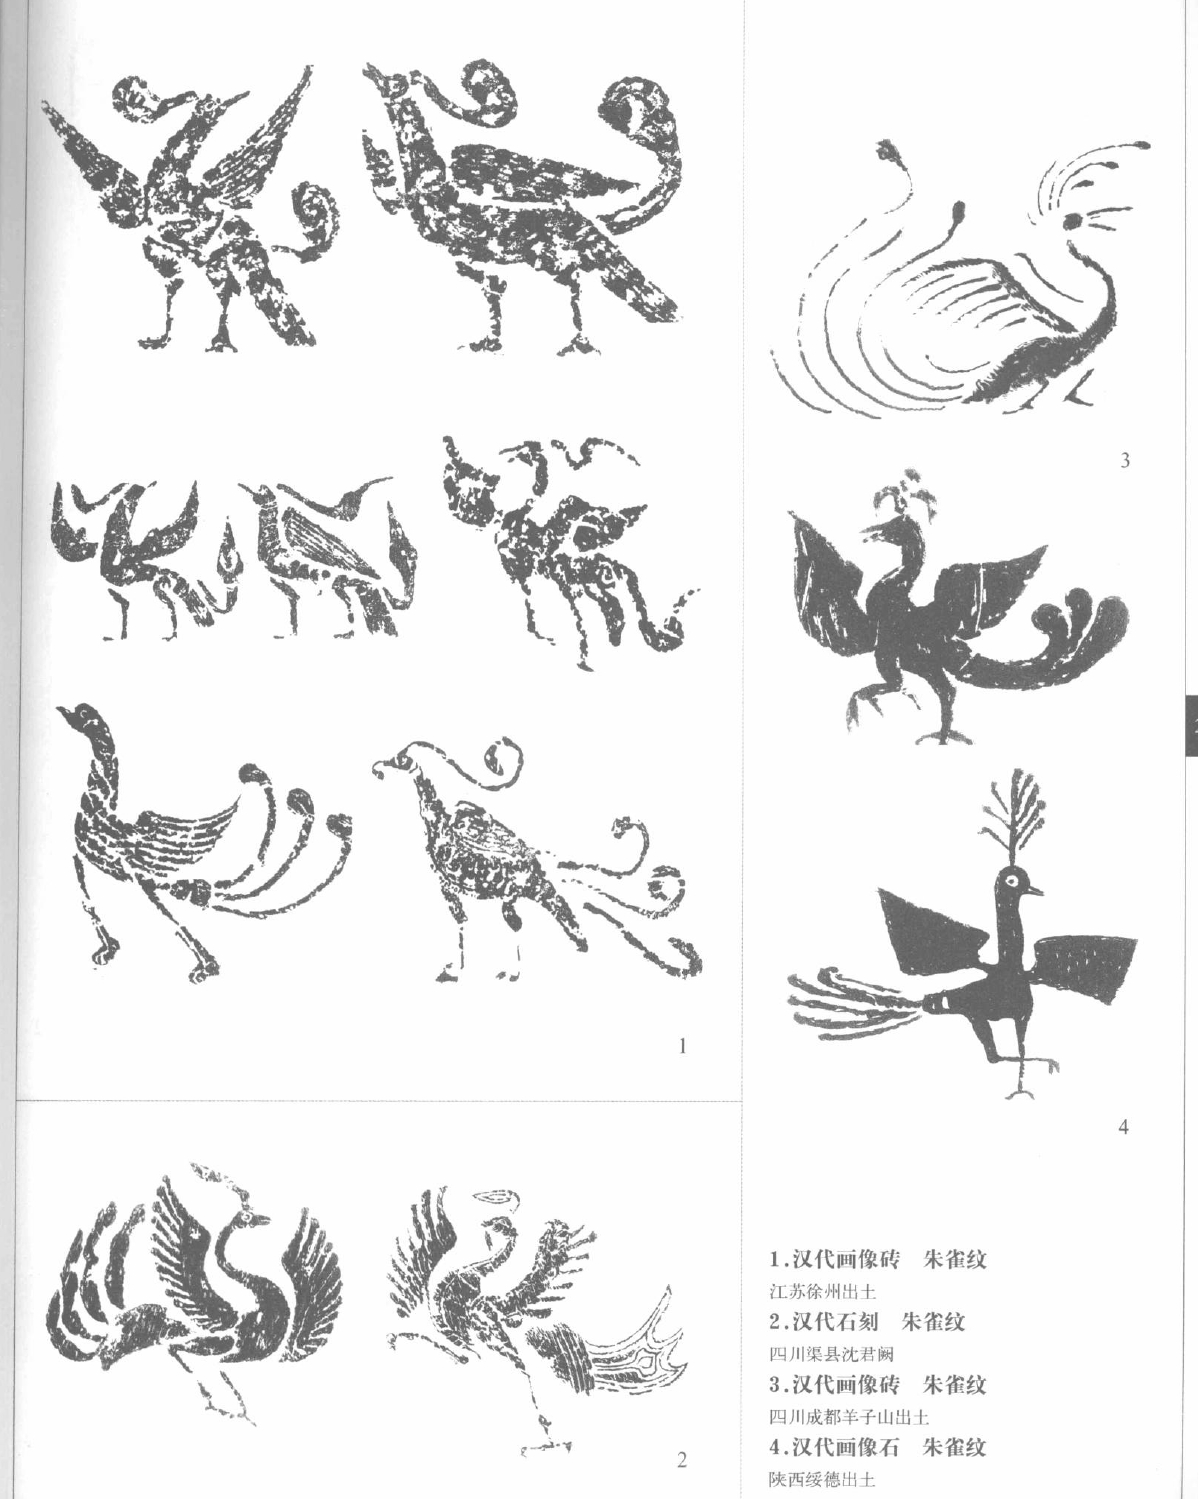 1
2
3
4
1.汉代画像砖　朱雀纹
江苏徐州出土
2.汉代石刻　朱雀纹
四川渠县沈君阙
3.汉代画像砖　朱雀纹
四川成都羊子山出土
4.汉代画像石　朱雀纹
陕西绥德出土